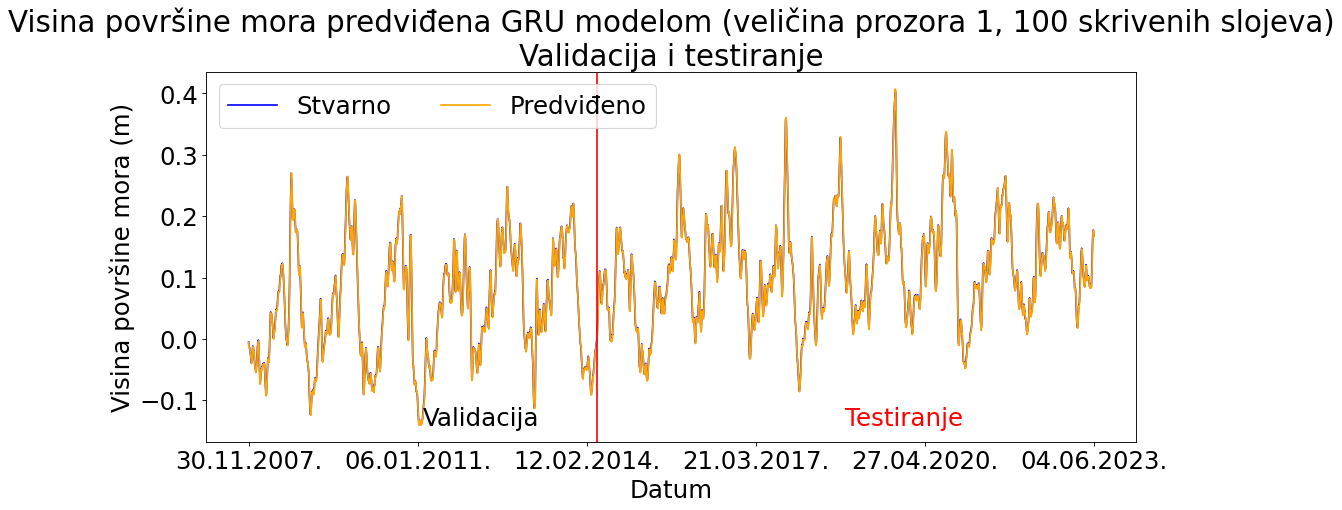 Visina površine mora predviđena GRU modelom (veličina prozora 1, 100 skrivenih slojeva)
Validacija i testiranje
Stvarno
Predviđeno
Visina površine mora (m)
0.4
0.3
0.2
0.1
0.0
−0.1
Validacija
Testiranje
30.11.2007.
06.01.2011.
12.02.2014.
21.03.2017.
27.04.2020.
04.06.2023.
Datum